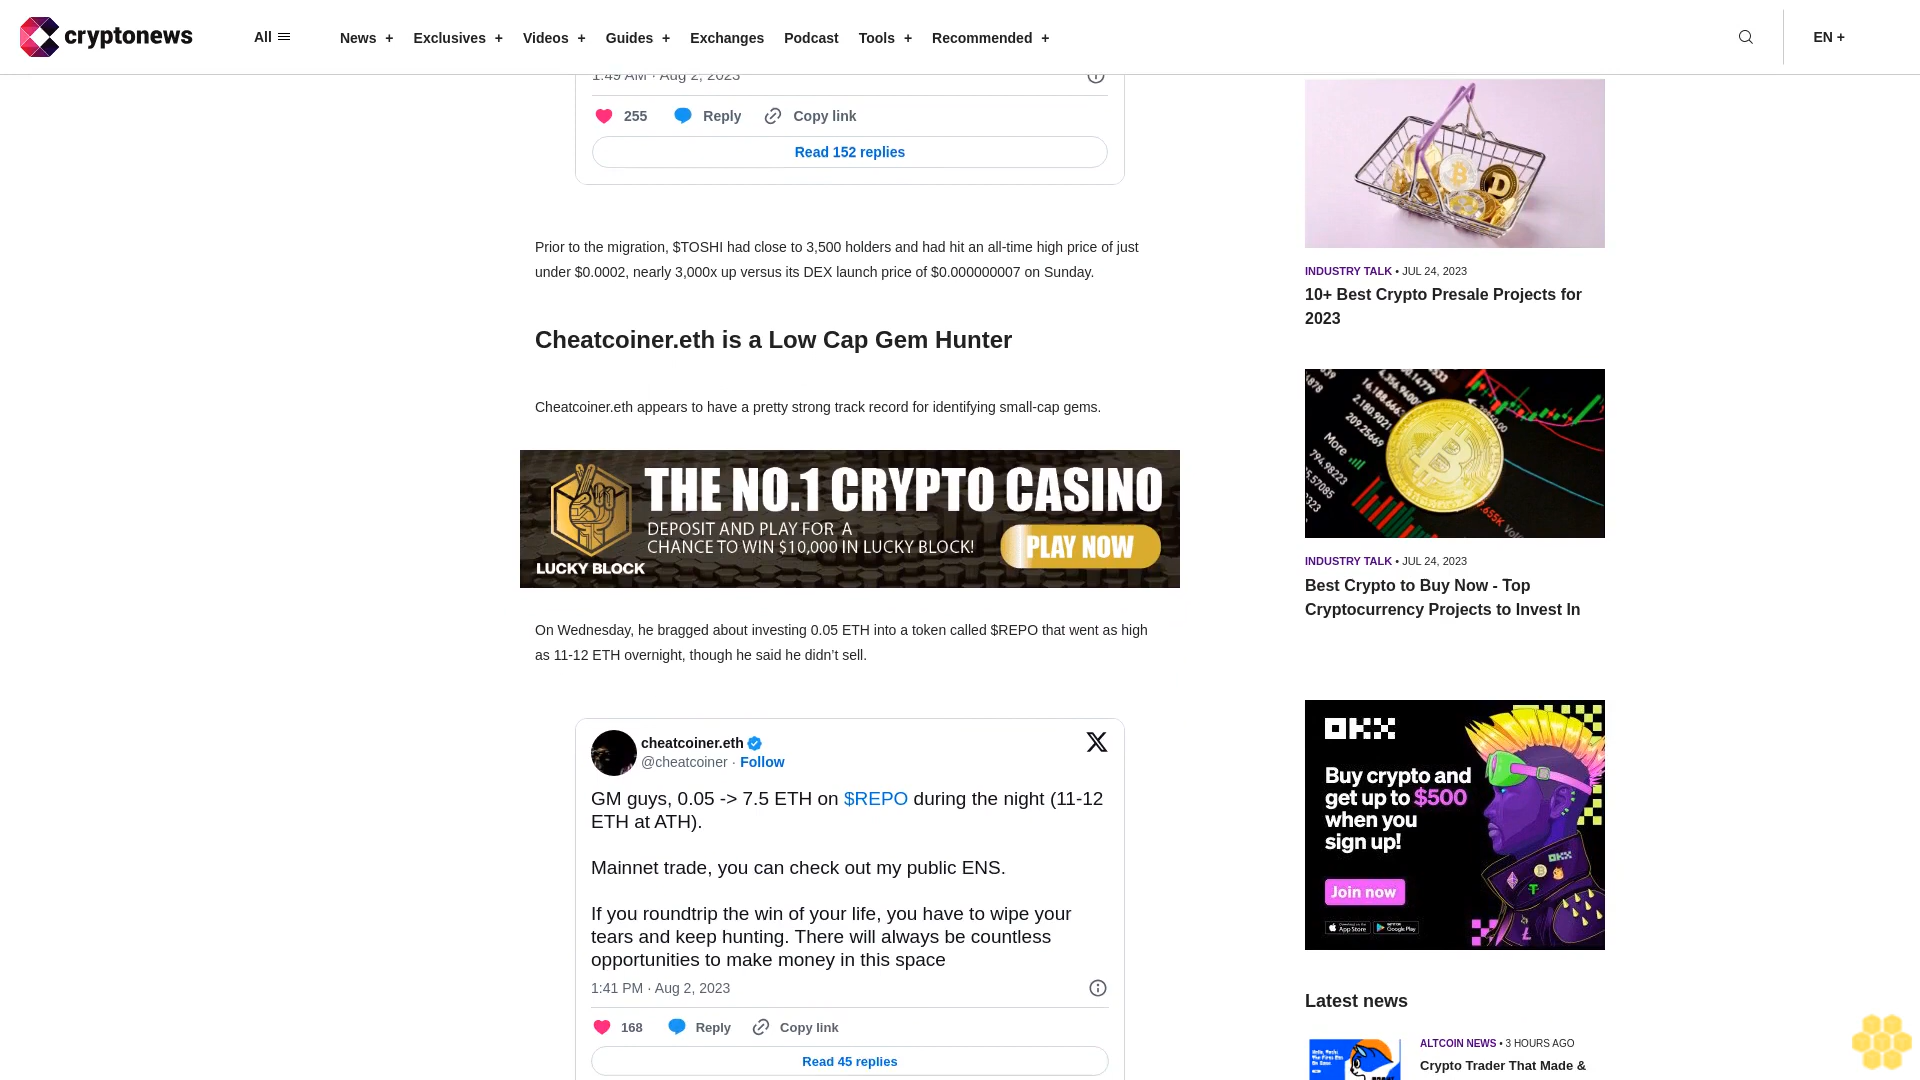 cryptonews
All
News +
Exclusives +
Videos +
Guides +
Exchanges
Podcast
Tools +
Recommended +
EN +
1:49 AM · Aug 2, 2023
255
Reply
Copy link
Read 152 replies
Prior to the migration, $TOSHI had close to 3,500 holders and had hit an all-time high price of just
under $0.0002, nearly 3,000x up versus its DEX launch price of $0.000000007 on Sunday.
Cheatcoiner.eth is a Low Cap Gem Hunter
Cheatcoiner.eth appears to have a pretty strong track record for identifying small-cap gems.
THE NO.1 CRYPTO CASINO
DEPOSIT AND PLAY FOR A
CHANCE TO WIN $10,000 IN LUCKY BLOCK!
PLAY NOW
LUCKY BLOCK
On Wednesday, he bragged about investing 0.05 ETH into a token called $REPO that went as high
as 11-12 ETH overnight, though he said he didn’t sell.
cheatcoiner.eth
@cheatcoiner · Follow
GM guys, 0.05 -> 7.5 ETH on $REPO during the night (11-12
ETH at ATH).
Mainnet trade, you can check out my public ENS.
If you roundtrip the win of your life, you have to wipe your
tears and keep hunting. There will always be countless
opportunities to make money in this space
1:41 PM · Aug 2, 2023
168
Reply
Copy link
Read 45 replies
INDUSTRY TALK • JUL 24, 2023
10+ Best Crypto Presale Projects for
2023
More
INDUSTRY TALK • JUL 24, 2023
Best Crypto to Buy Now - Top
Cryptocurrency Projects to Invest In
OKX
Buy crypto and
get up to $500
when you
sign up!
Join now
App Store
Google Play
Latest news
ALTCOIN NEWS • 3 HOURS AGO
Crypto Trader That Made &